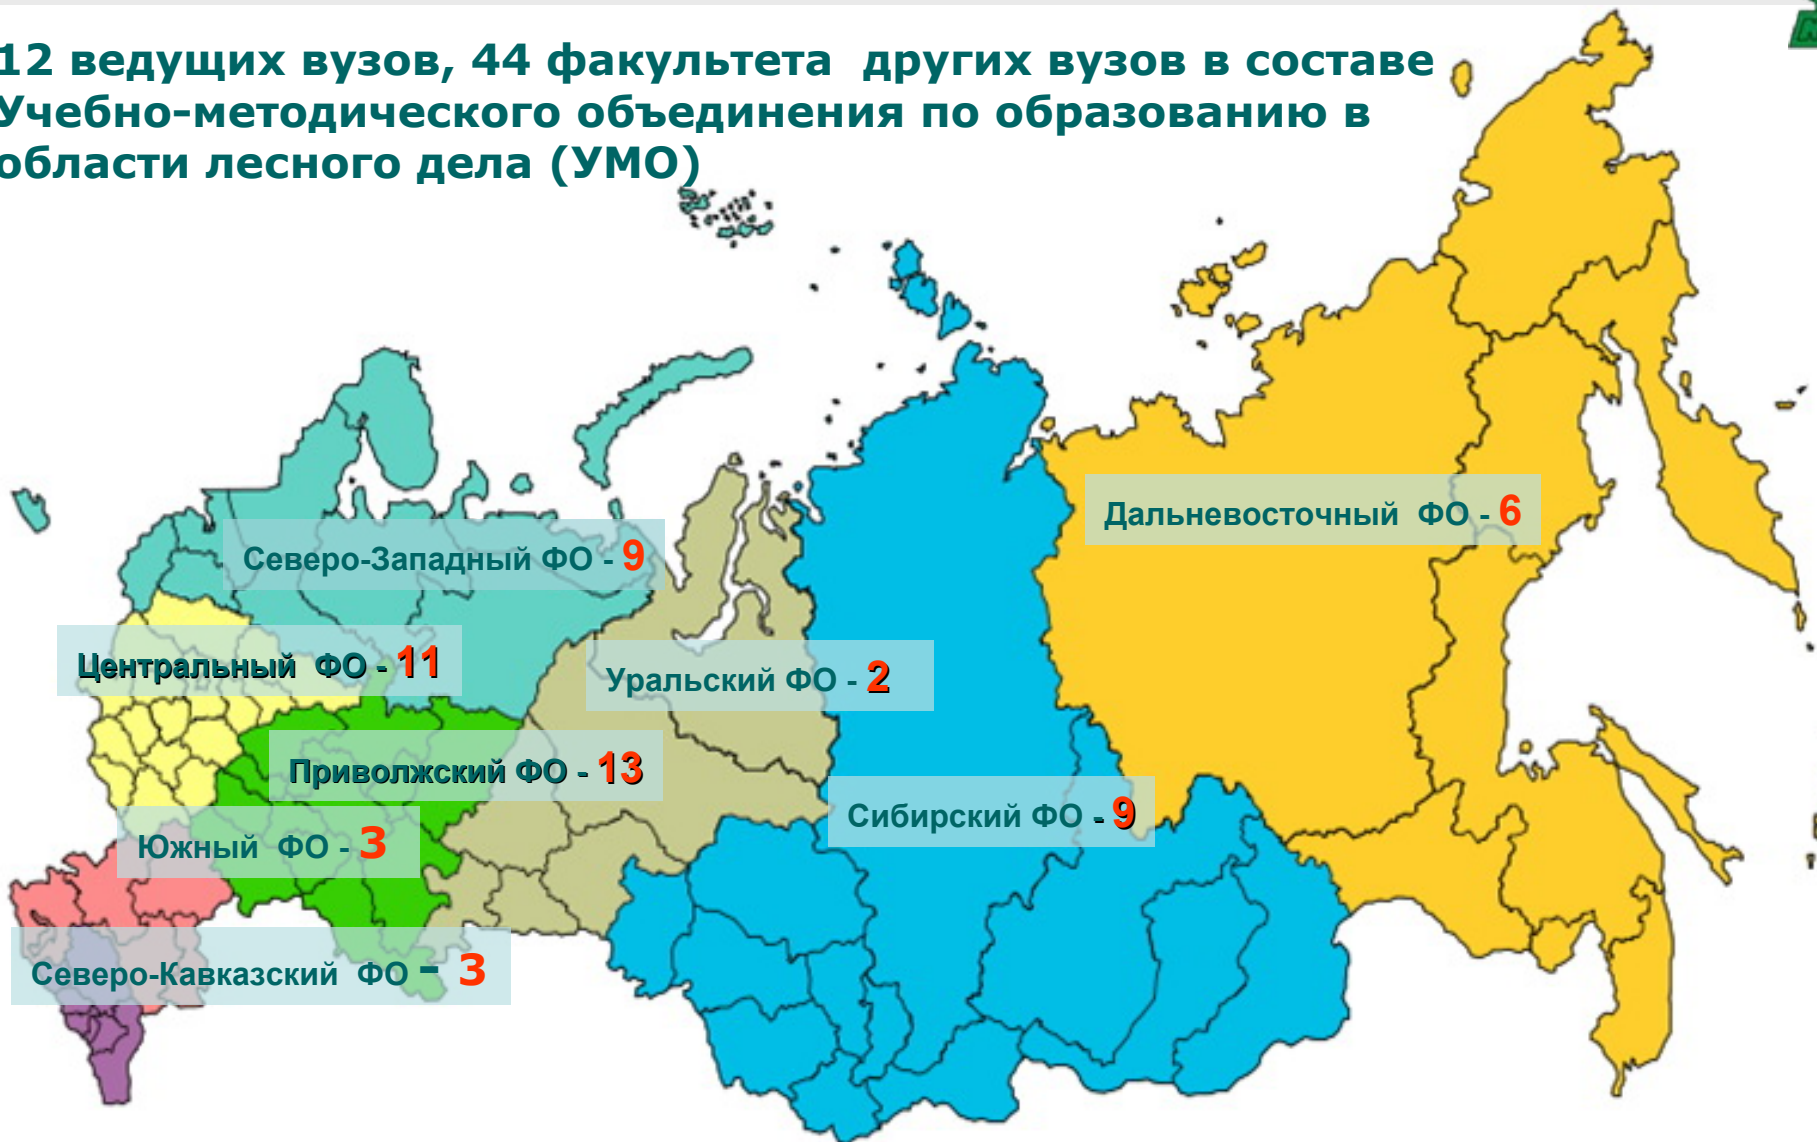 12 ведущих вузов, 44 факультета других вузов в составе
Учебно-методического объединения по образованию в
области лесного дела (УМО)
Дальневосточный ФО - 6
Северо-Западный ФО - 9
Центральный ФО - 11
Уральский ФО - 2
Приволжский ФО - 13
Сибирский ФО - 9
Южный ФО - 3
Северо-Кавказский ФО - 3